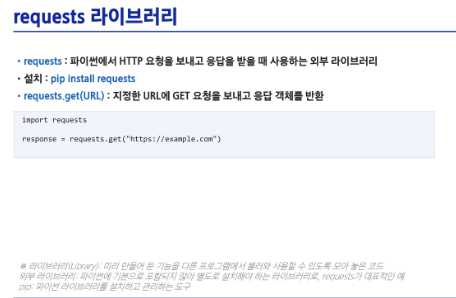 requests 라이브러리
• requests : 파이썬에서 HTTP 요청을 보내고 응답을 받을 때 사용하는 외부 라이브러리
• 설치 : pip install requests
• requests.get(URL) : 지정한 URL에 GET 요청을 보내고 응답 객체를 반환
import requests
response = requests.get("https://example.com")
※ 라이브러리(Library): 미리 만들어 둔 기능을 다른 프로그램에서 불러와 사용할 수 있도록 모아 놓은 코드
외부 라이브러리: 파이썬에 기본으로 포함되지 않아 별도로 설치해야 하는 라이브러리로, requests가 대표적인 예
pip: 파이썬 라이브러리를 설치하고 관리하는 도구